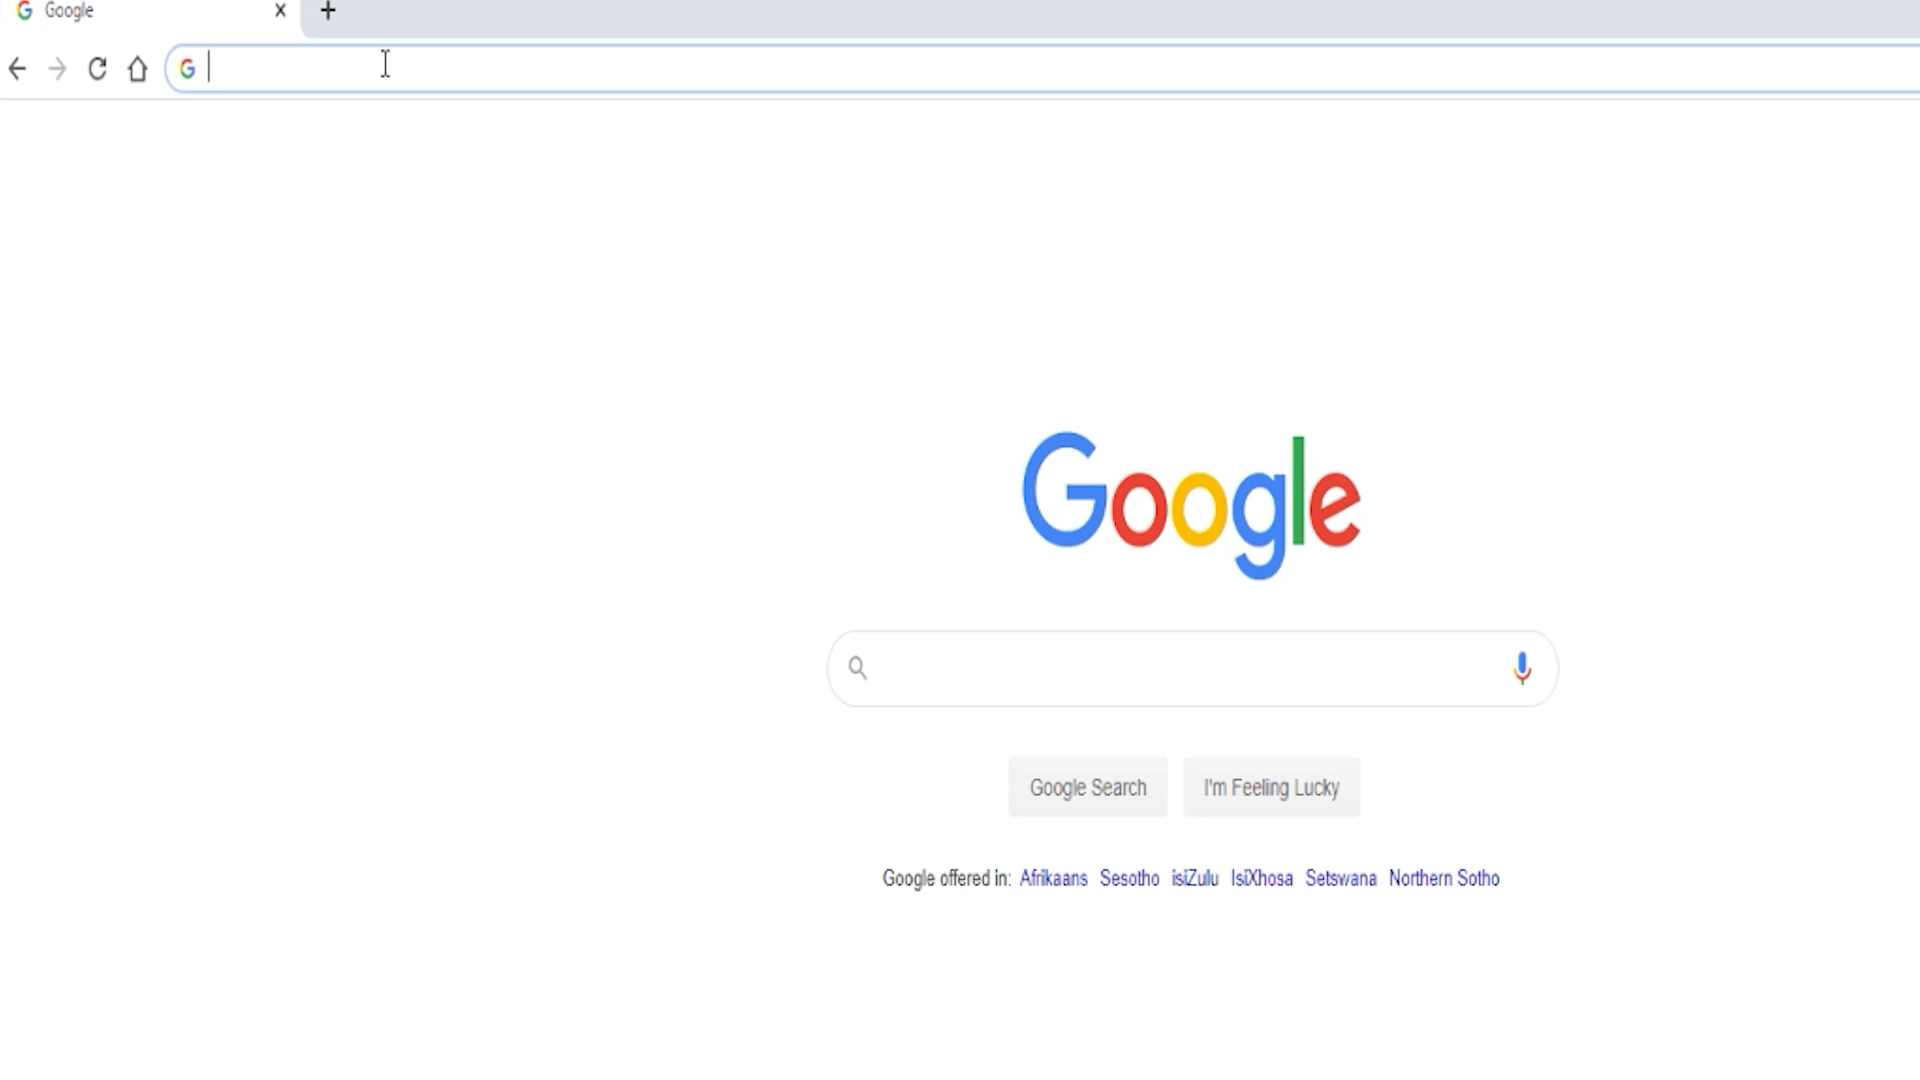 Google
Google
Google Search
I'm Feeling Lucky
Google offered in: Afrikaans Sesotho isiZulu IsiXhosa Setswana Northern Sotho